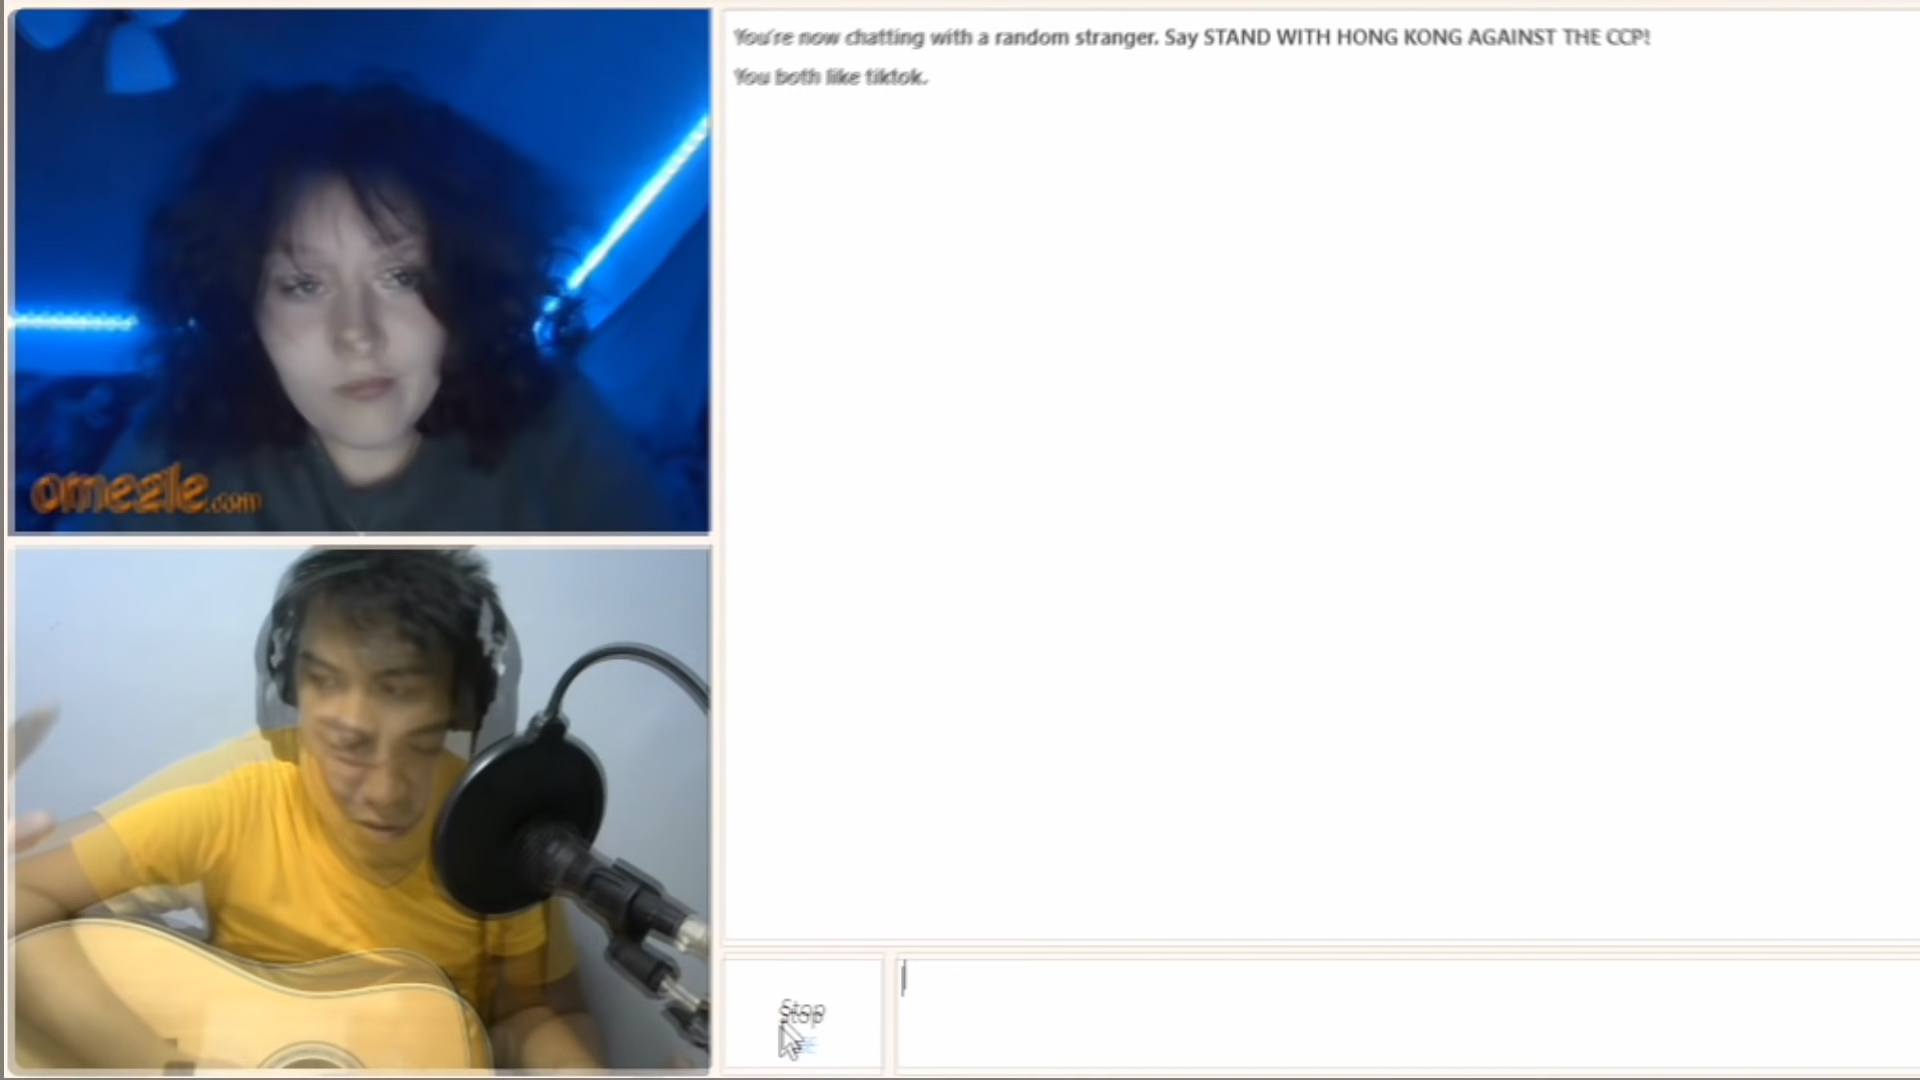 You're now chatting with a random stranger. Say STAND WITH HONG KONG AGAINST THE CCP!
You both like tiktok.
omegle.com
Stop